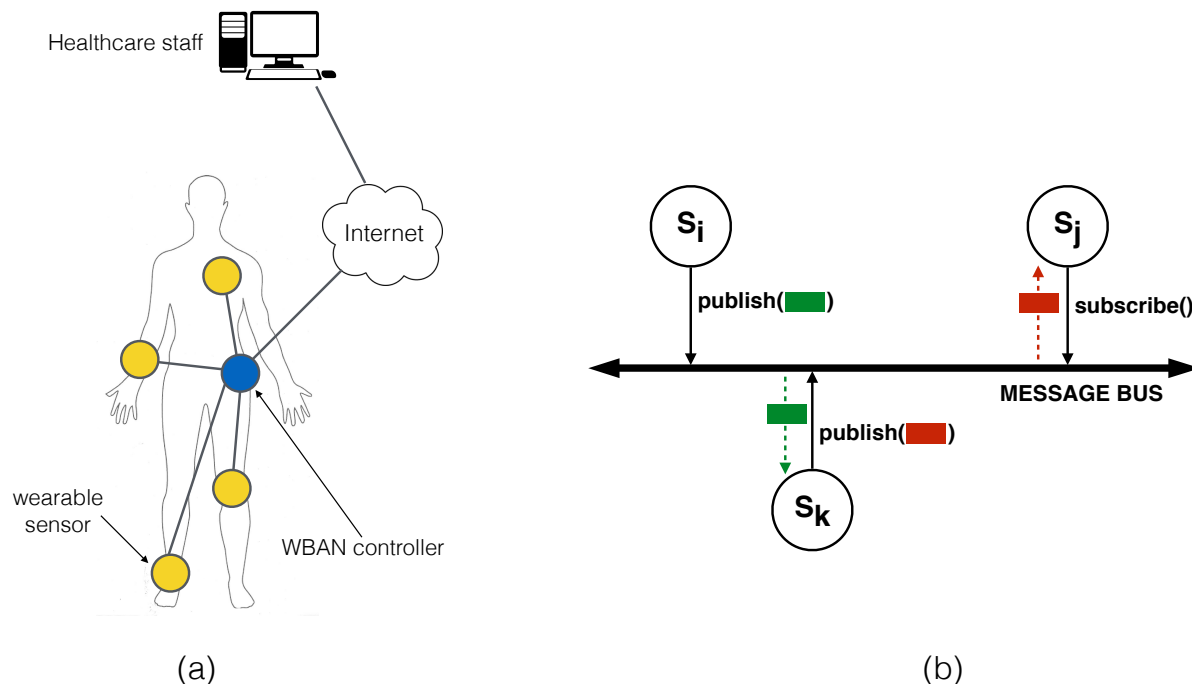 Healthcare staff
Internet
wearable
sensor
WBAN controller
(a)
Si
Sj
publish( )
subscribe()
MESSAGE BUS
publish( )
Sk
(b)